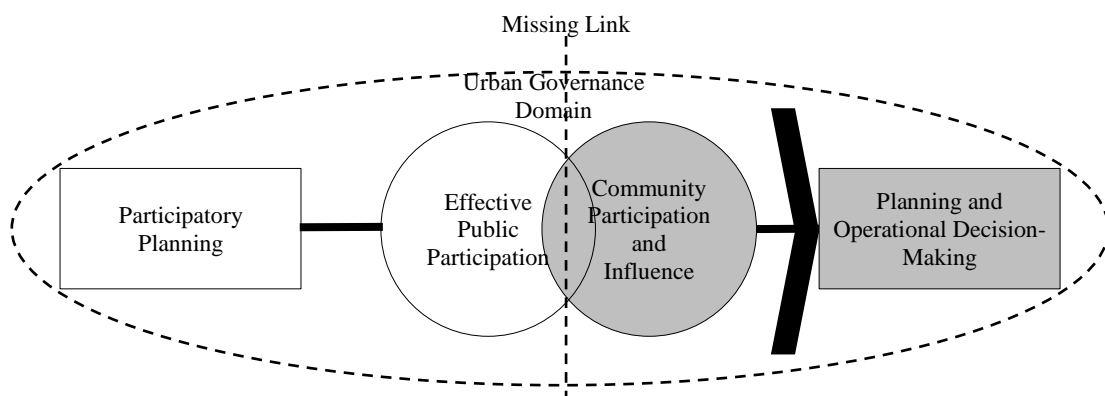 Missing Link
Urban Governance
Domain
Participatory
Planning
Effective
Public
Participation
Community
Participation
and
Influence
Planning and
Operational Decision-
Making